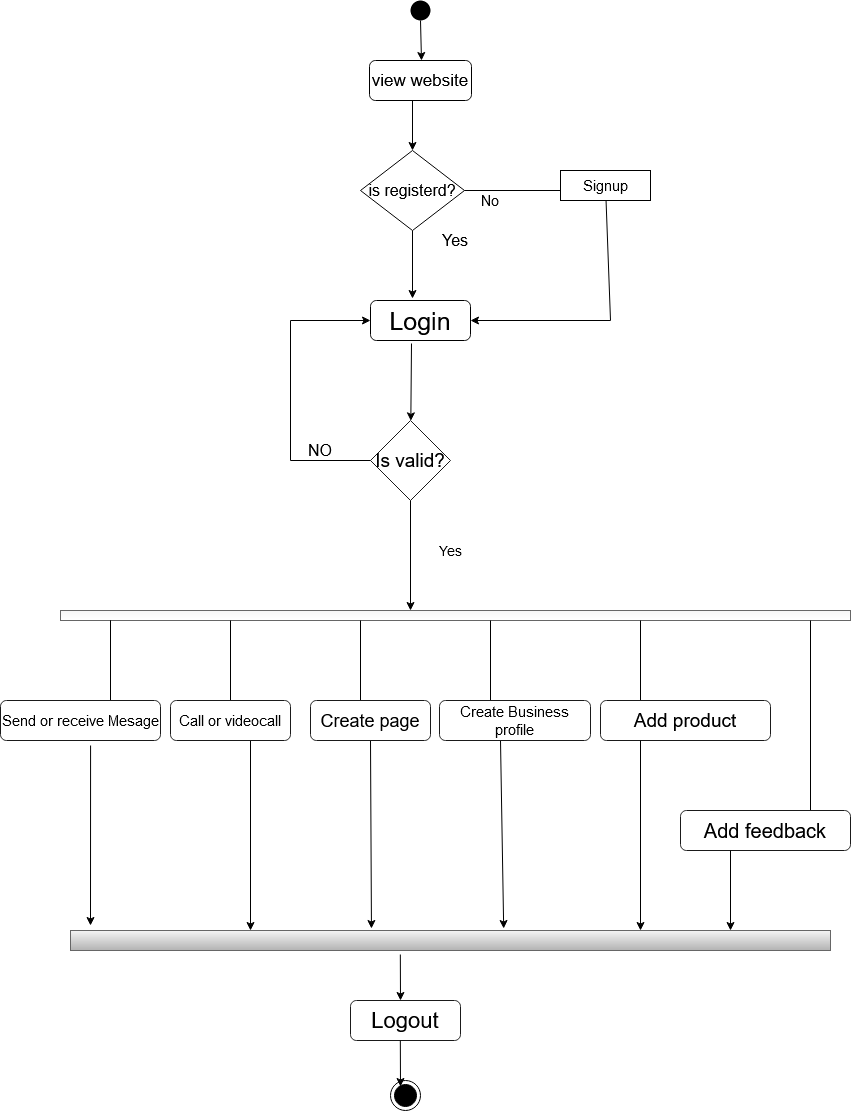 view website
is registerd?
No
Signup
Yes
Login
NO
Is valid?
Yes
Send or receive Mesage
Call or videocall
Create page
Create Business
profile
Add product
Add feedback
Logout